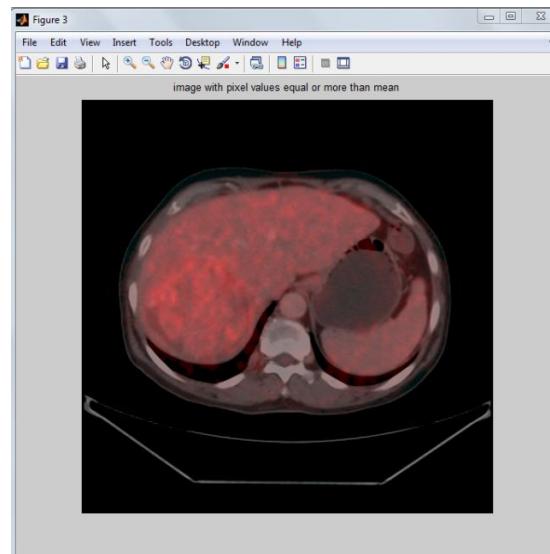 Figure 3
File Edit View Insert Tools Desktop Window Help
image with pixel values equal or more than mean